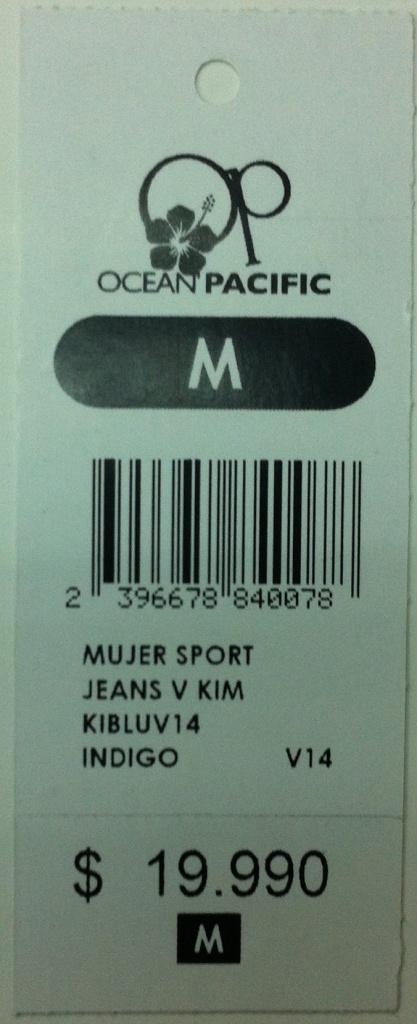 Op
OCEAN PACIFIC
M
2 396678 840078
MUJER SPORT
JEANS V KIM
KIBLUV14
INDIGO V14
$ 19.990
M